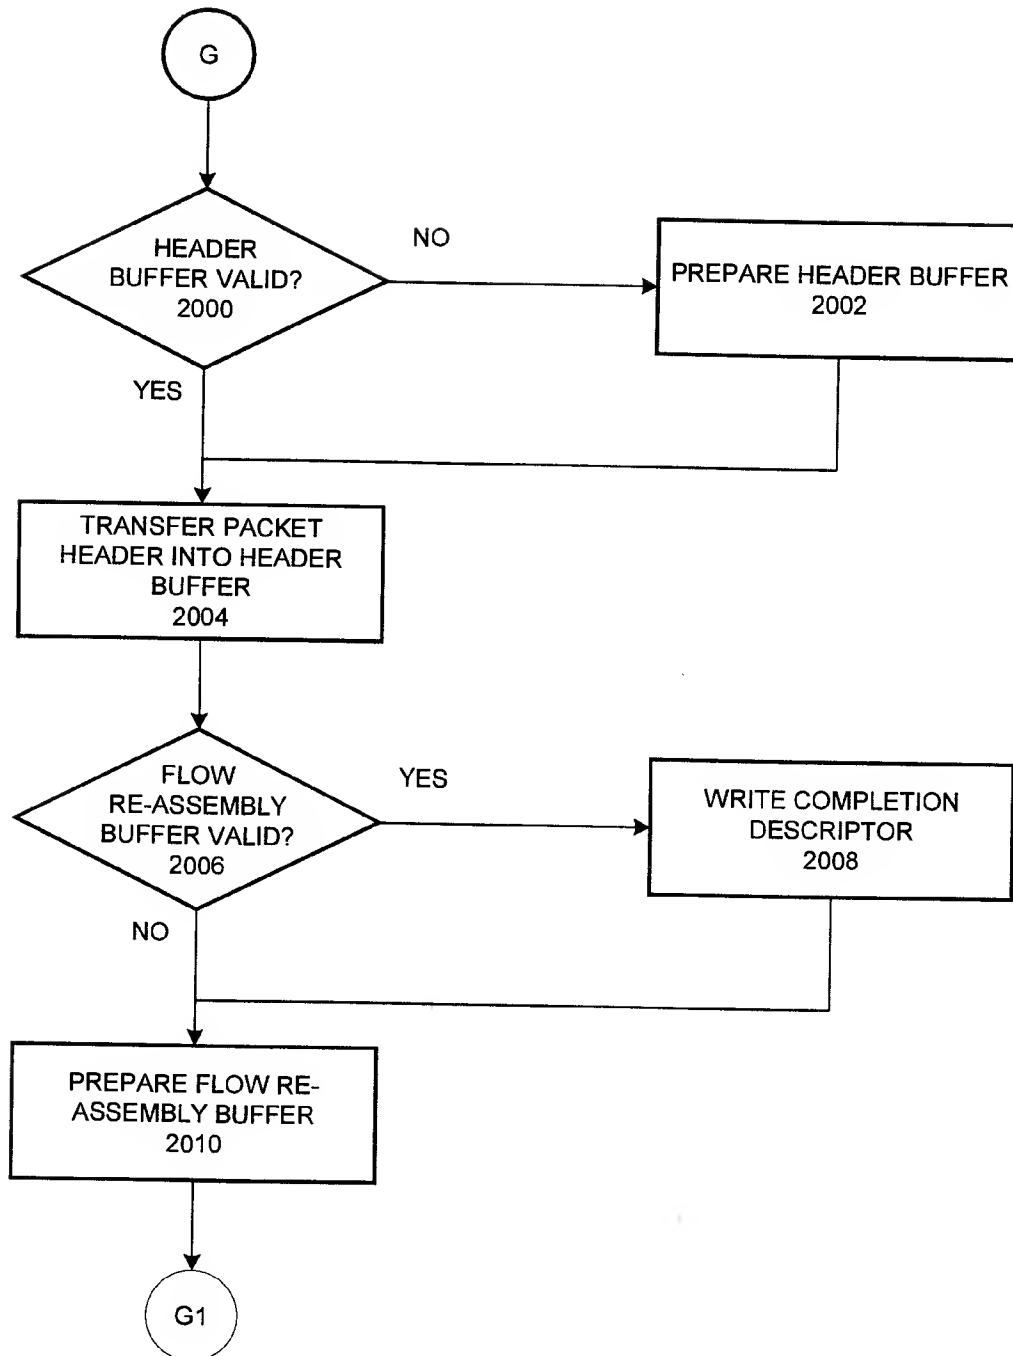 G
HEADER
BUFFER VALID?
2000
NO
PREPARE HEADER BUFFER
2002
YES
TRANSFER PACKET
HEADER INTO HEADER
BUFFER
2004
FLOW
RE-ASSEMBLY
BUFFER VALID?
2006
YES
WRITE COMPLETION
DESCRIPTOR
2008
NO
PREPARE FLOW RE-
ASSEMBLY BUFFER
2010
G1